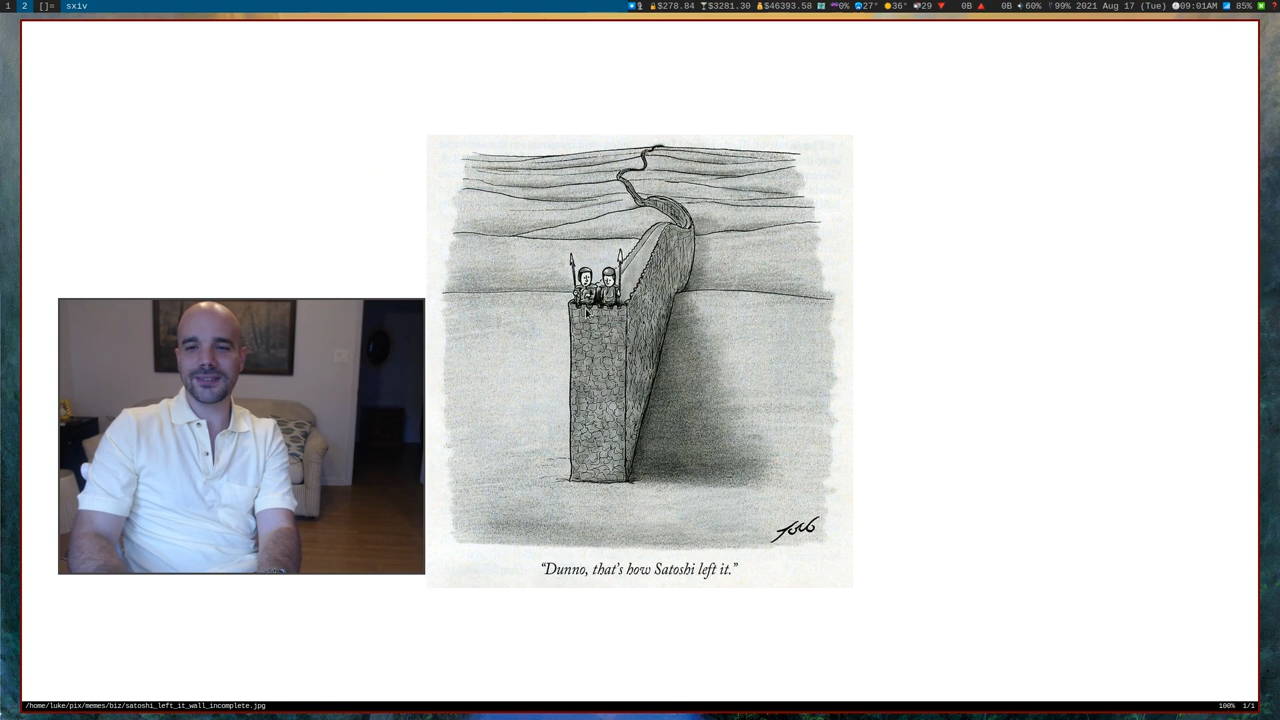 1 2 []= sxiv $278.84 $3281.30 $46393.58 0% 27° 36° 29 0B 0B 60% 99% 2021 Aug 17 (Tue) 09:01AM 85%
“Dunno, that’s how Satoshi left it.”
/home/luke/pix/memes/biz/satoshi_left_it_wall_incomplete.jpg 100% 1/1